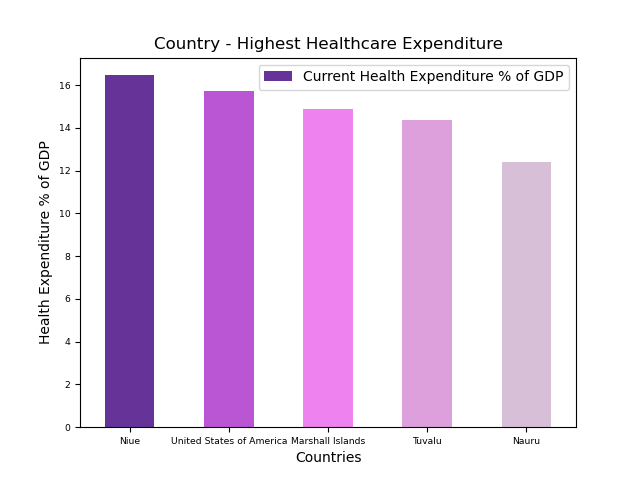 Country - Highest Healthcare Expenditure
Current Health Expenditure % of GDP
Health Expenditure % of GDP
16
14
12
10
8
6
4
2
0
Niue United States of America Marshall Islands Tuvalu Nauru
Countries